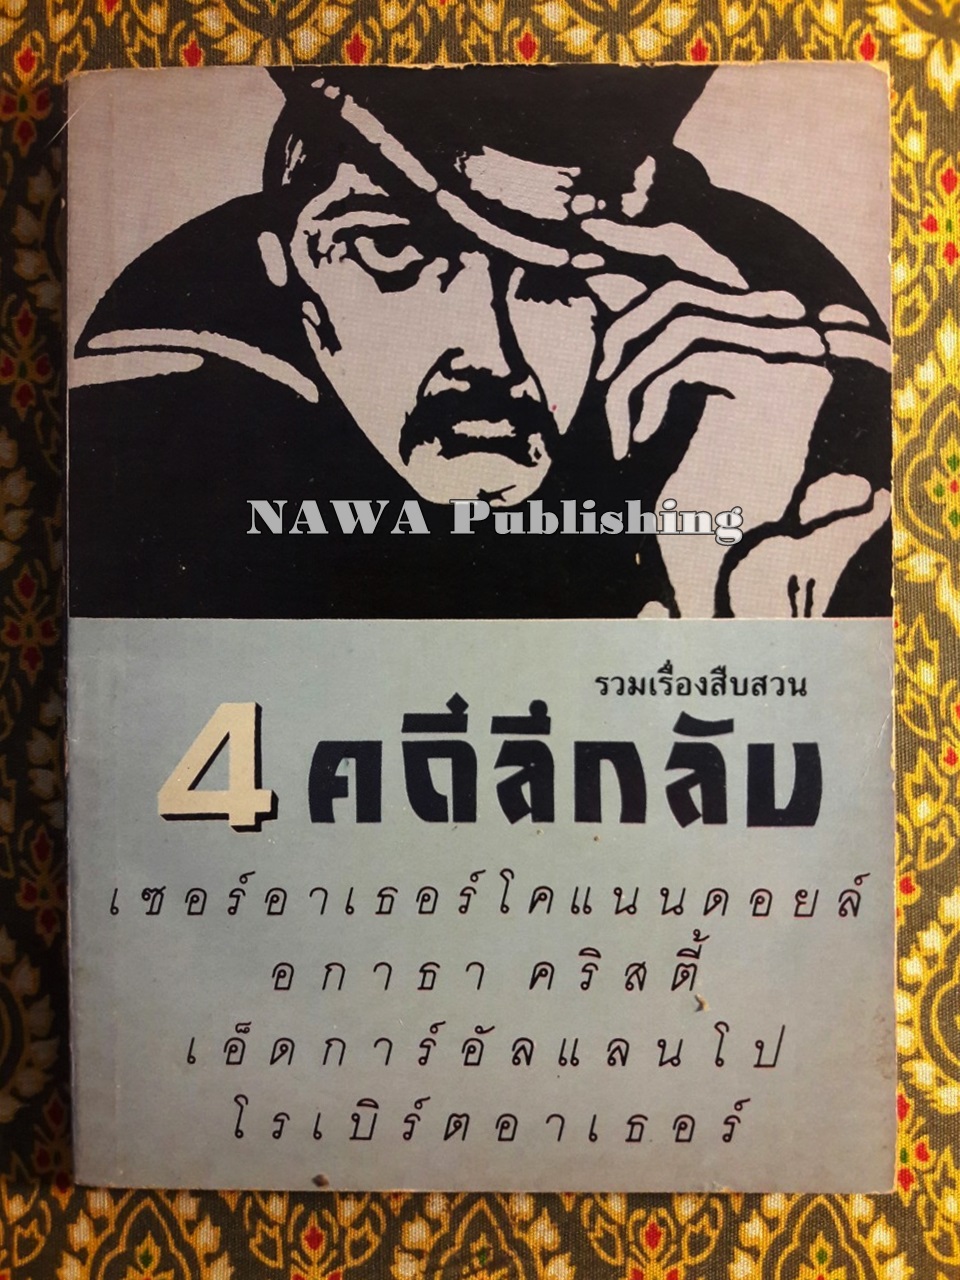 NAWA Publishing
รวมเรื่องสืบสวน
4 คดีลึกลับ
เซอร์อาเธอร์โคแนนดอยล์
อกาธา คริสตี้
เอ็ดการ์อัลแลนโป
โรเบิร์ตอาเธอร์